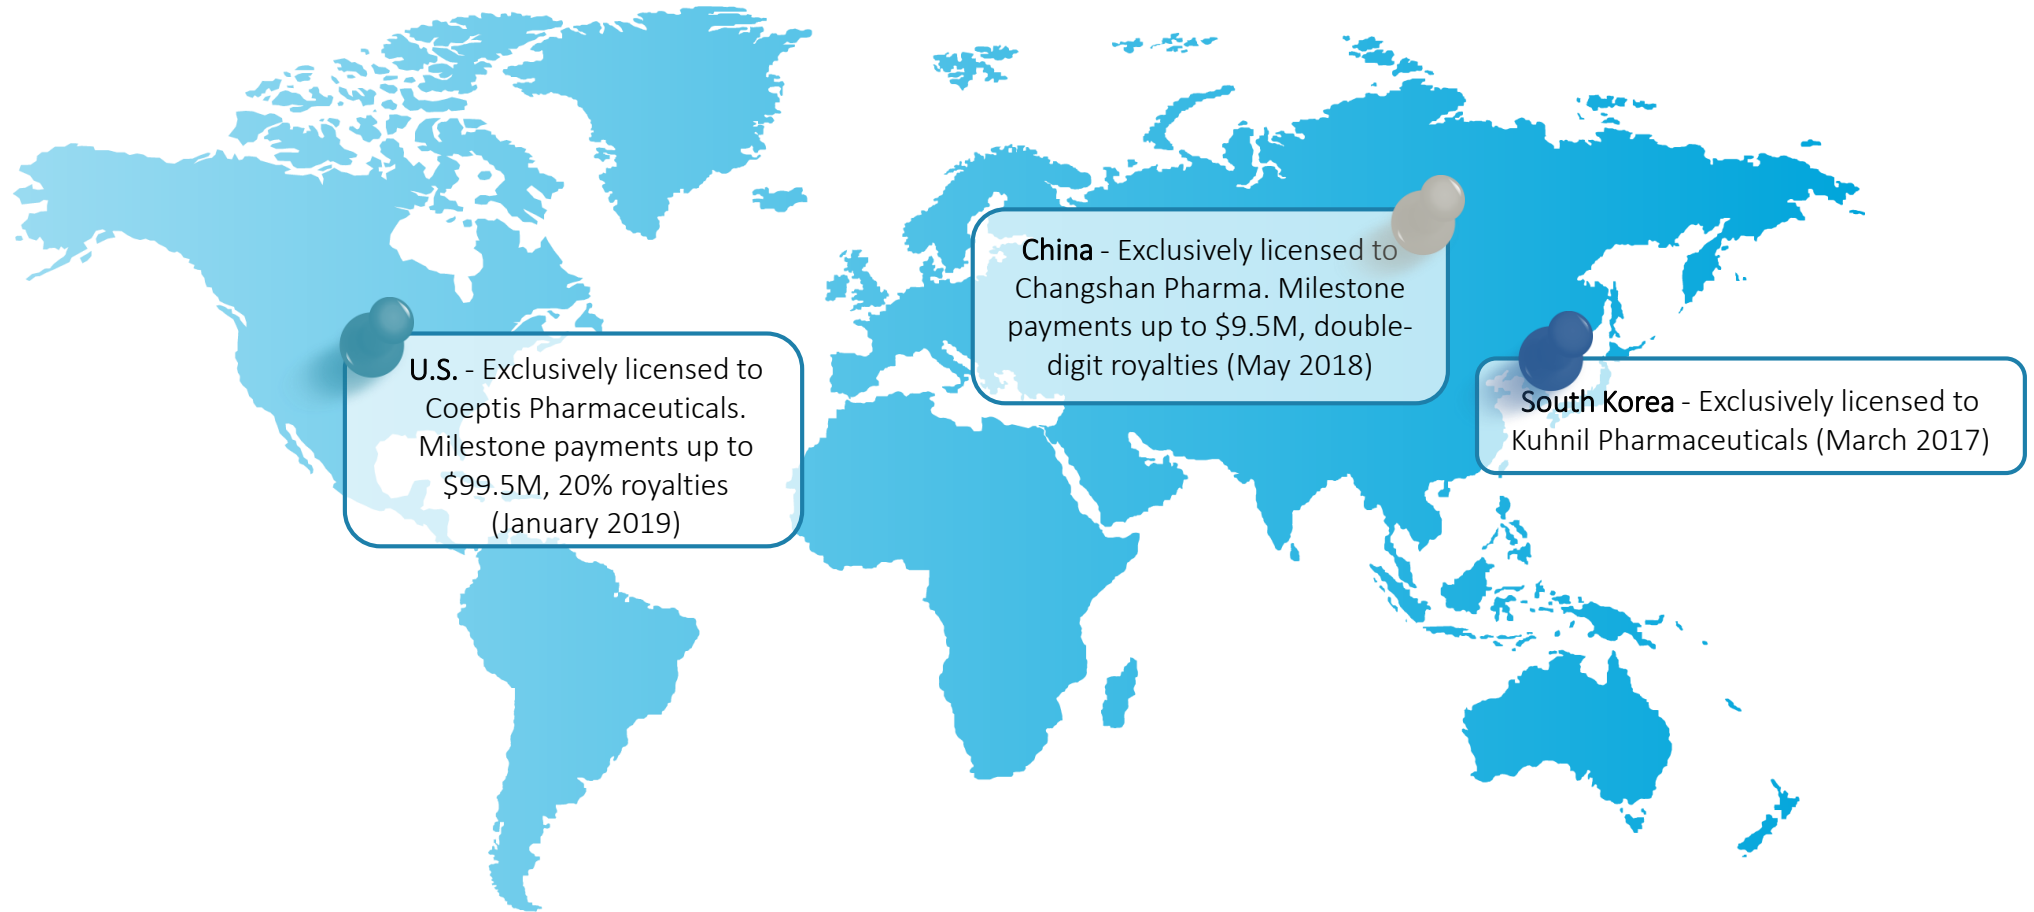 U.S. - Exclusively licensed to
Coeptis Pharmaceuticals.
Milestone payments up to
$99.5M, 20% royalties
(January 2019)
China - Exclusively licensed to
Changshan Pharma. Milestone
payments up to $9.5M, double-
digit royalties (May 2018)
South Korea - Exclusively licensed to
Kuhnil Pharmaceuticals (March 2017)